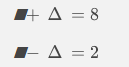 ▰+ Δ = 8
▰− Δ = 2